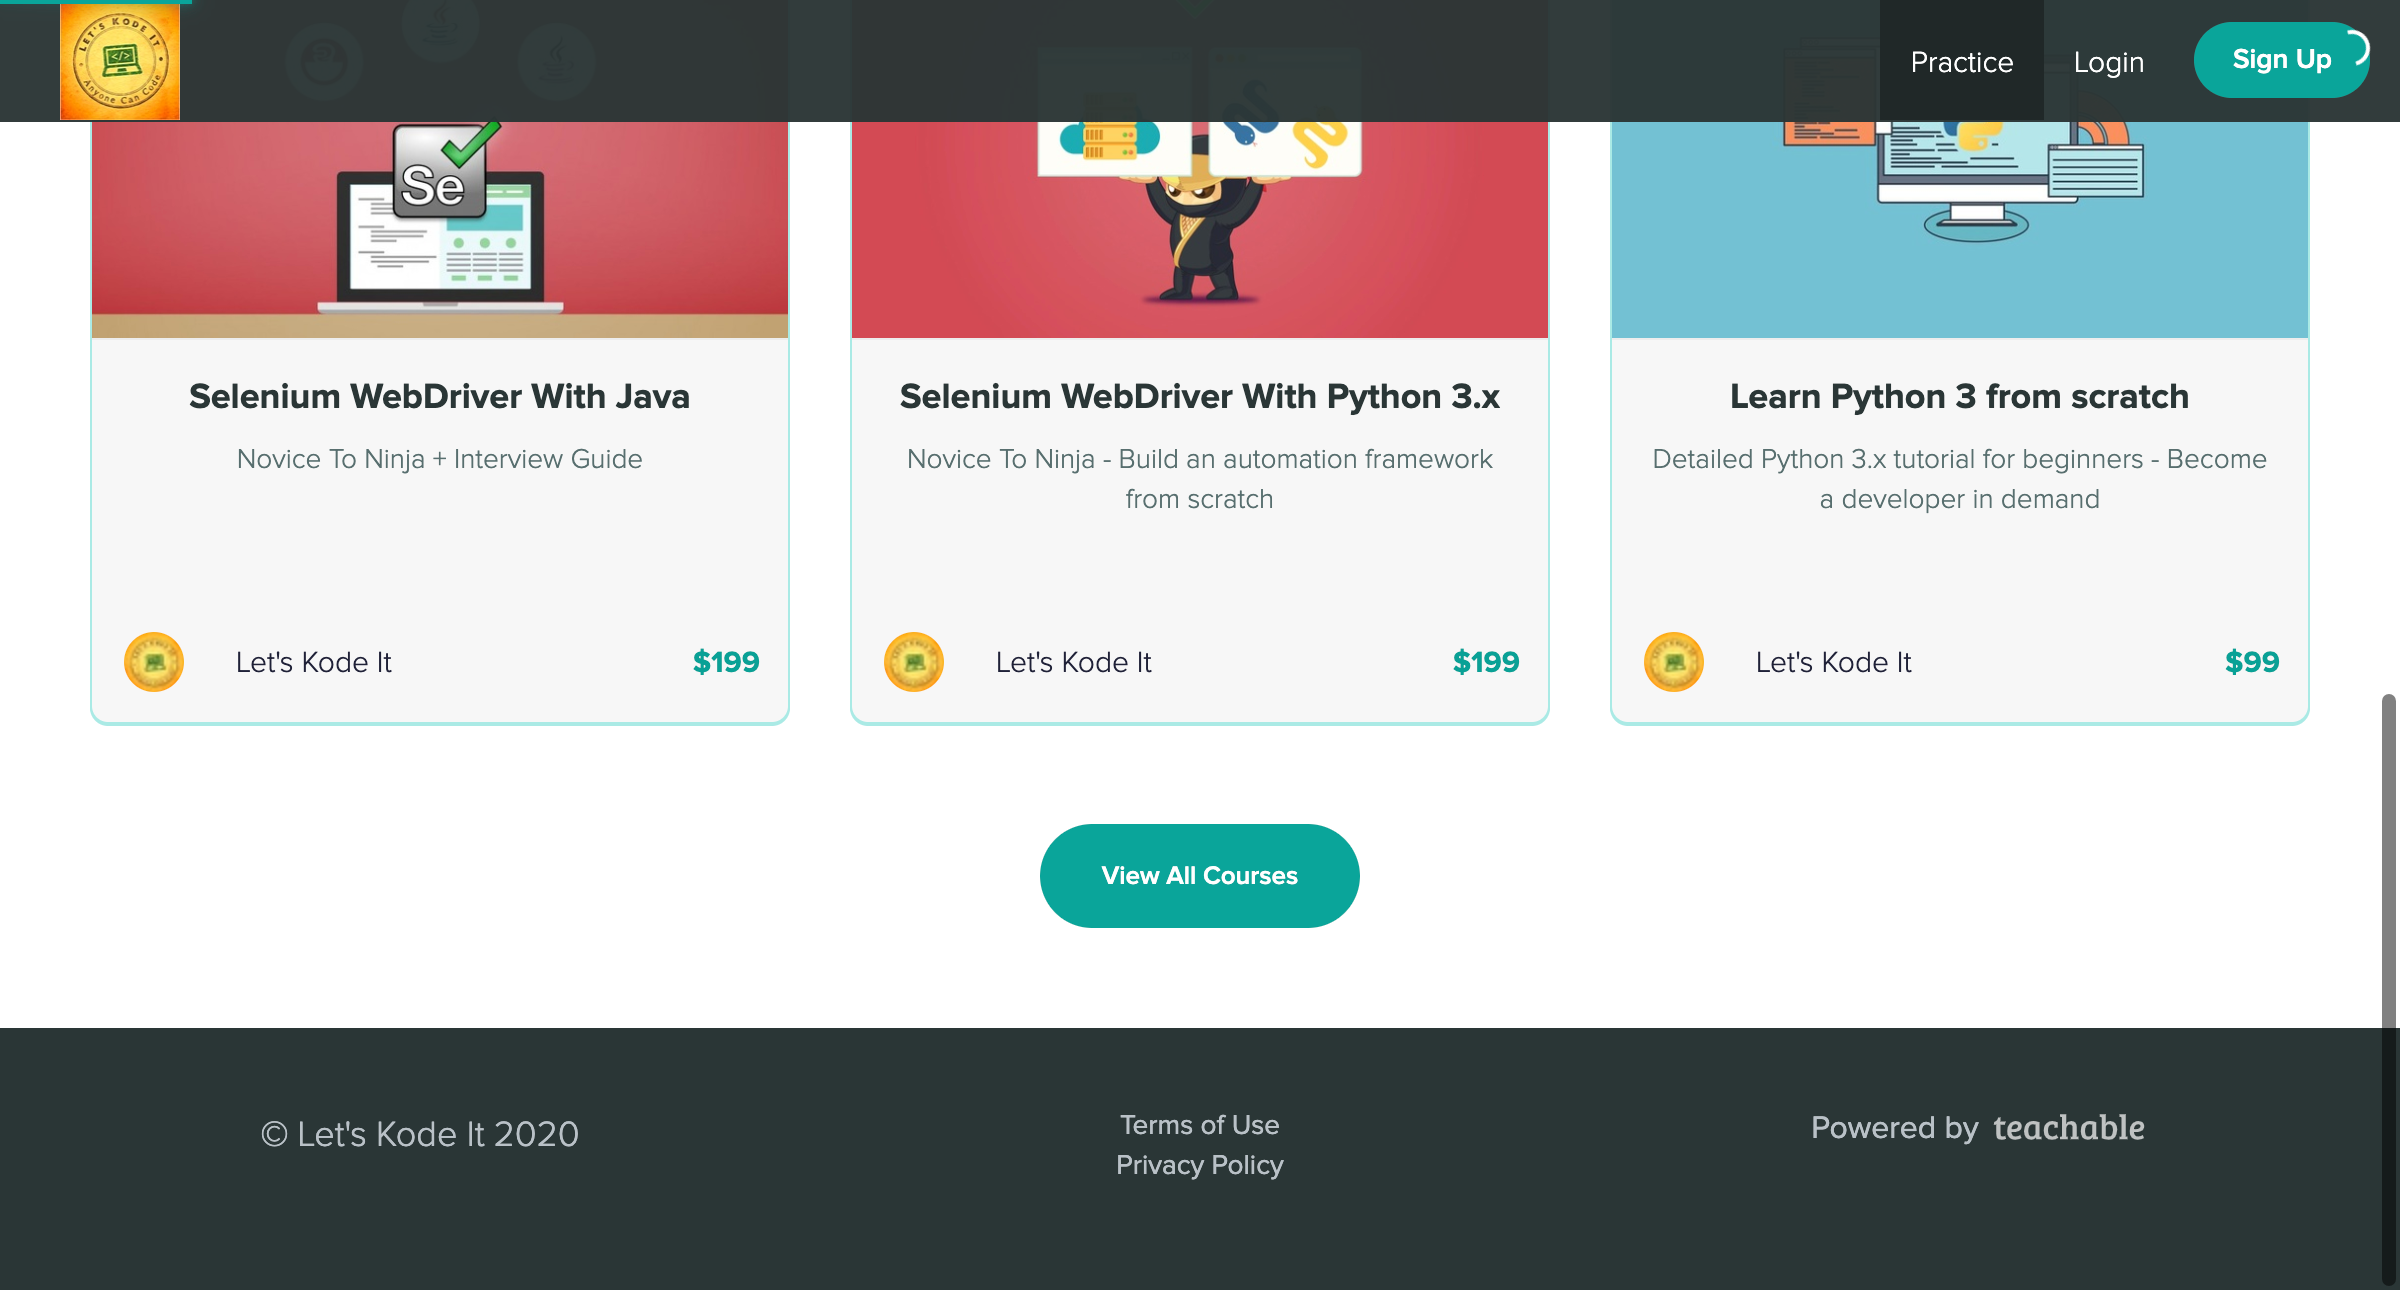 LET'S KODE IT
Anyone Can Code
Practice
Login
Sign Up
Se
Selenium WebDriver With Java
Novice To Ninja + Interview Guide
Let's Kode It
$199
Selenium WebDriver With Python 3.x
Novice To Ninja - Build an automation framework
from scratch
Let's Kode It
$199
Learn Python 3 from scratch
Detailed Python 3.x tutorial for beginners - Become
a developer in demand
Let's Kode It
$99
View All Courses
© Let's Kode It 2020
Terms of Use
Privacy Policy
Powered by teachable